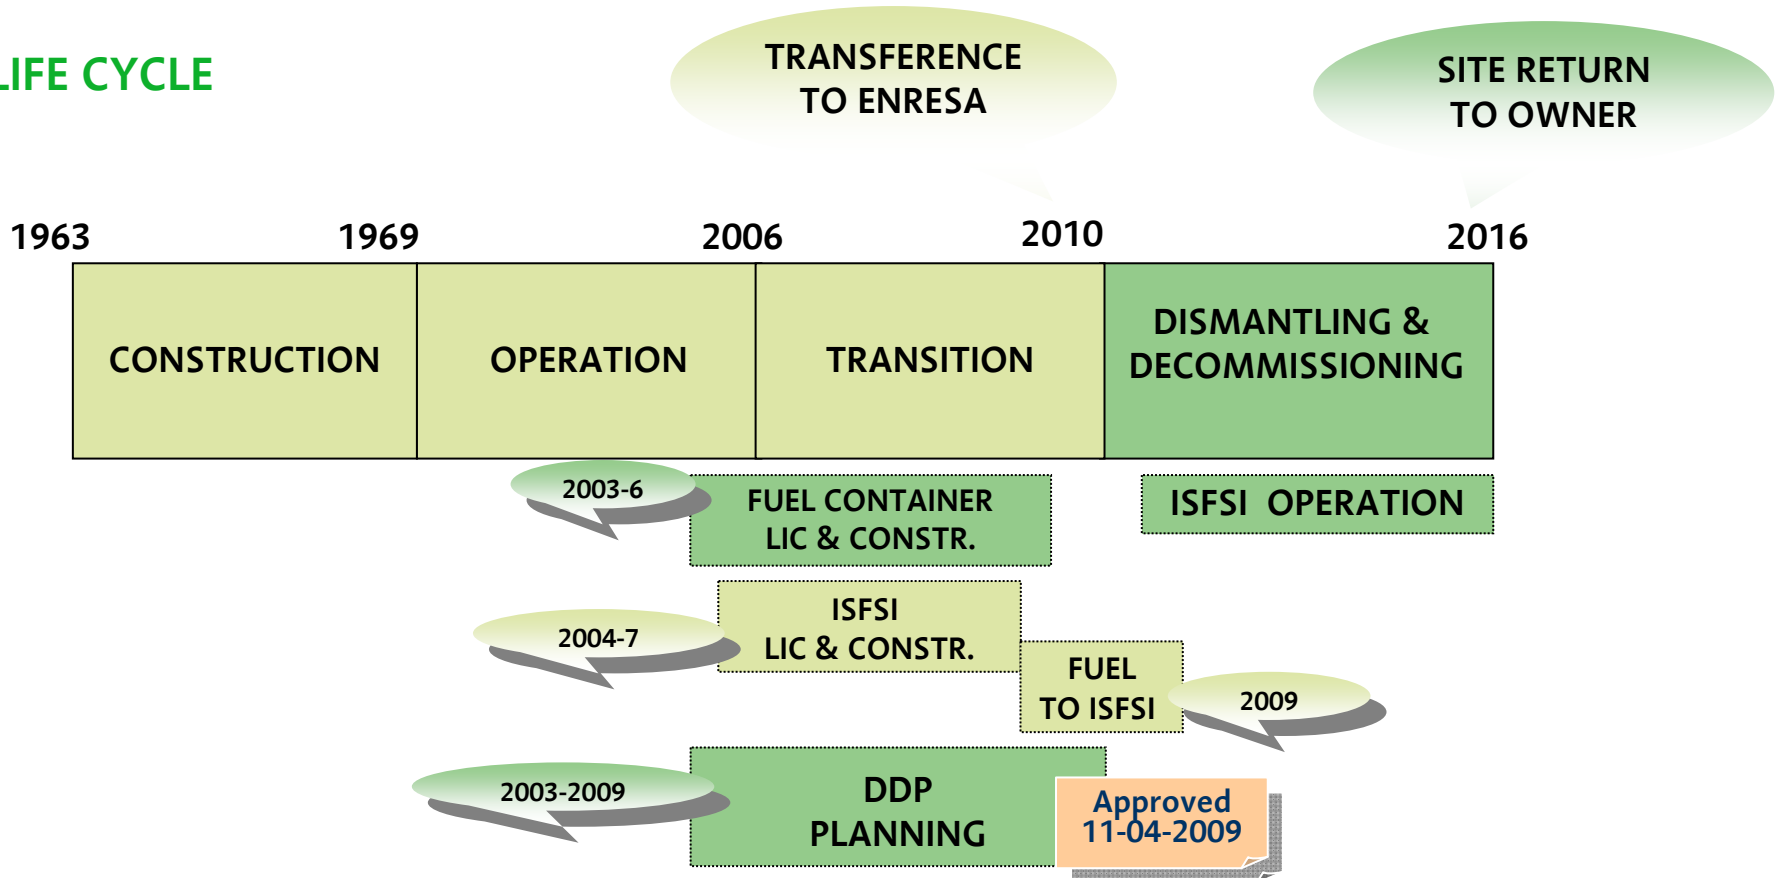 LIFE CYCLE
TRANSFERENCE
TO ENRESA
SITE RETURN
TO OWNER
1963
1969
2006
2010
2016
CONSTRUCTION
OPERATION
TRANSITION
DISMANTLING &
DECOMMISSIONING
2003-6
FUEL CONTAINER
LIC & CONSTR.
ISFSI OPERATION
2004-7
ISFSI
LIC & CONSTR.
FUEL
TO ISFSI
2009
2003-2009
DDP
PLANNING
Approved
11-04-2009